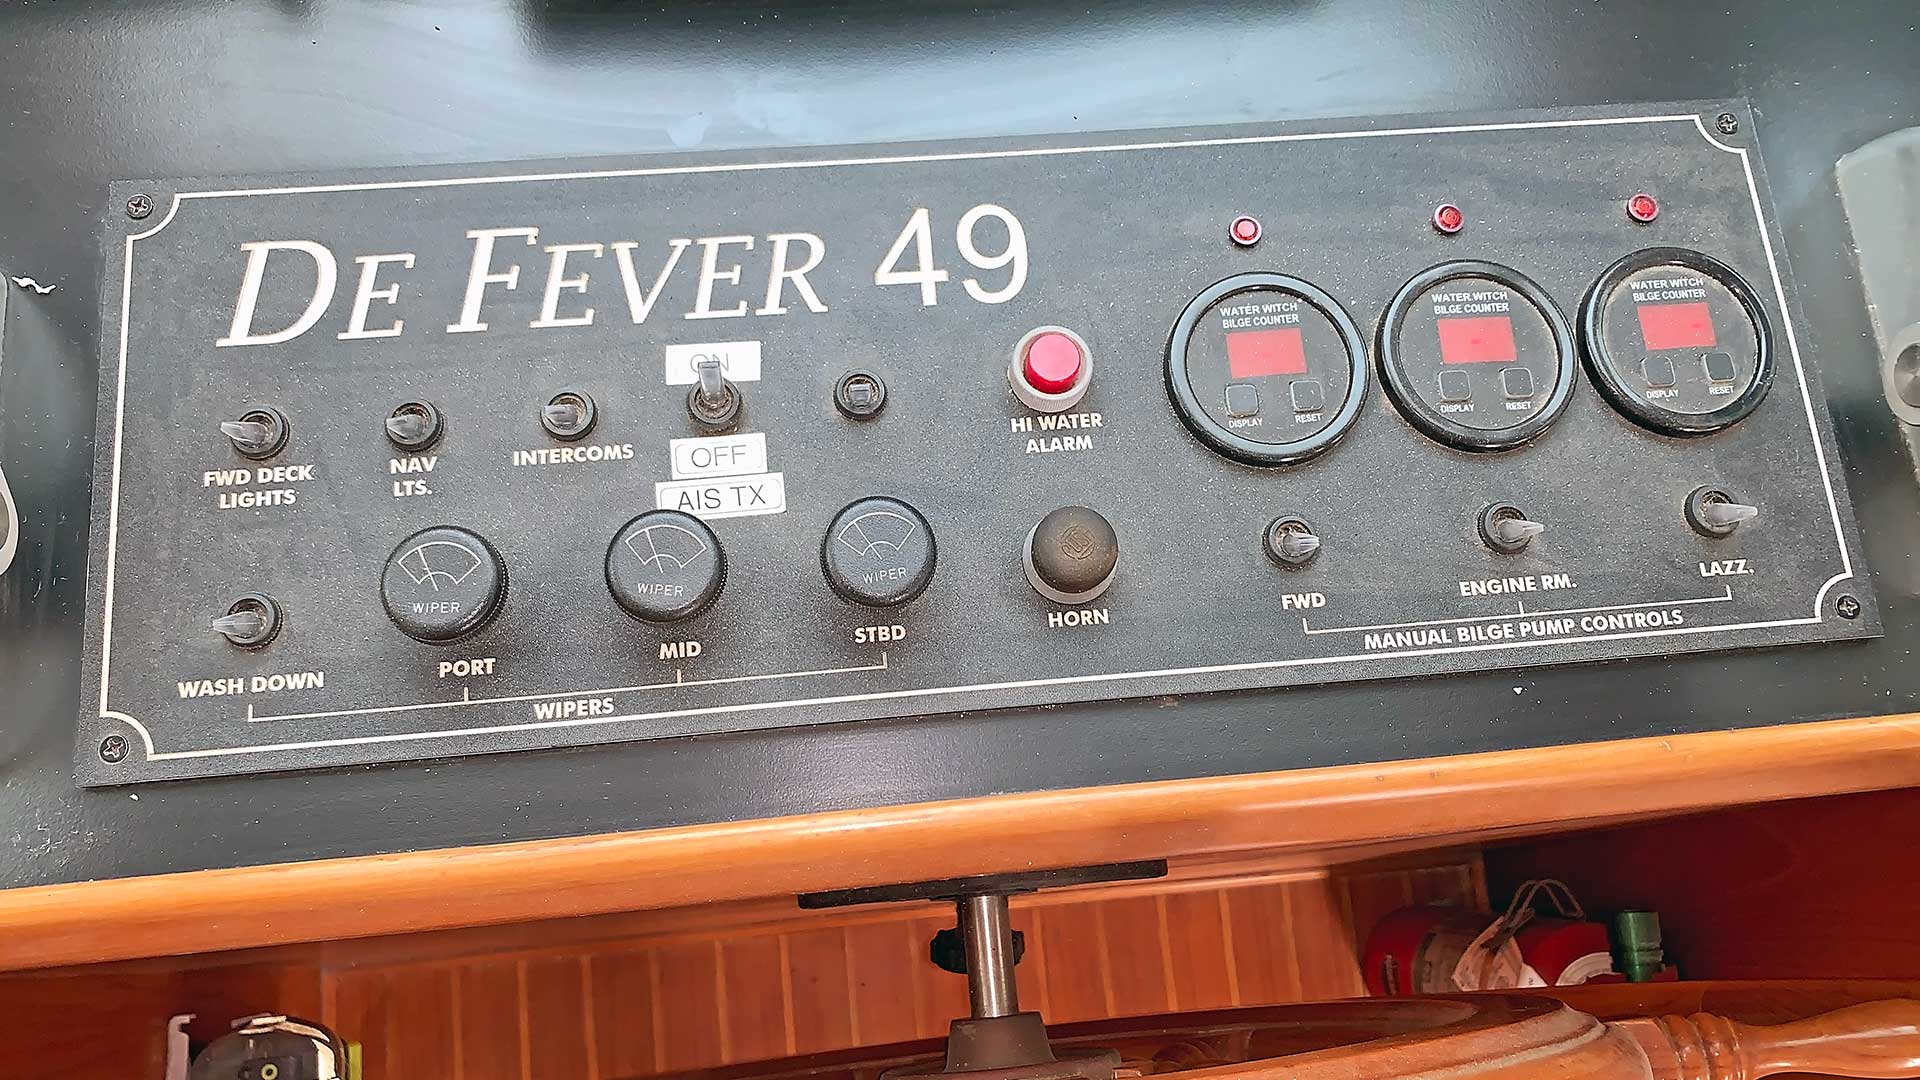 DE FEVER 49
WATER WITCH
BILGE COUNTER
DISPLAY RESET
WATER WITCH
BILGE COUNTER
DISPLAY RESET
WATER WITCH
BILGE COUNTER
DISPLAY RESET
FWD DECK
LIGHTS
NAV
LTS.
INTERCOMS
ON
OFF
AIS TX
HI WATER
ALARM
WASH DOWN
WIPER
PORT
WIPER
MID
WIPER
STBD
WIPERS
HORN
FWD
ENGINE RM.
LAZZ.
MANUAL BILGE PUMP CONTROLS